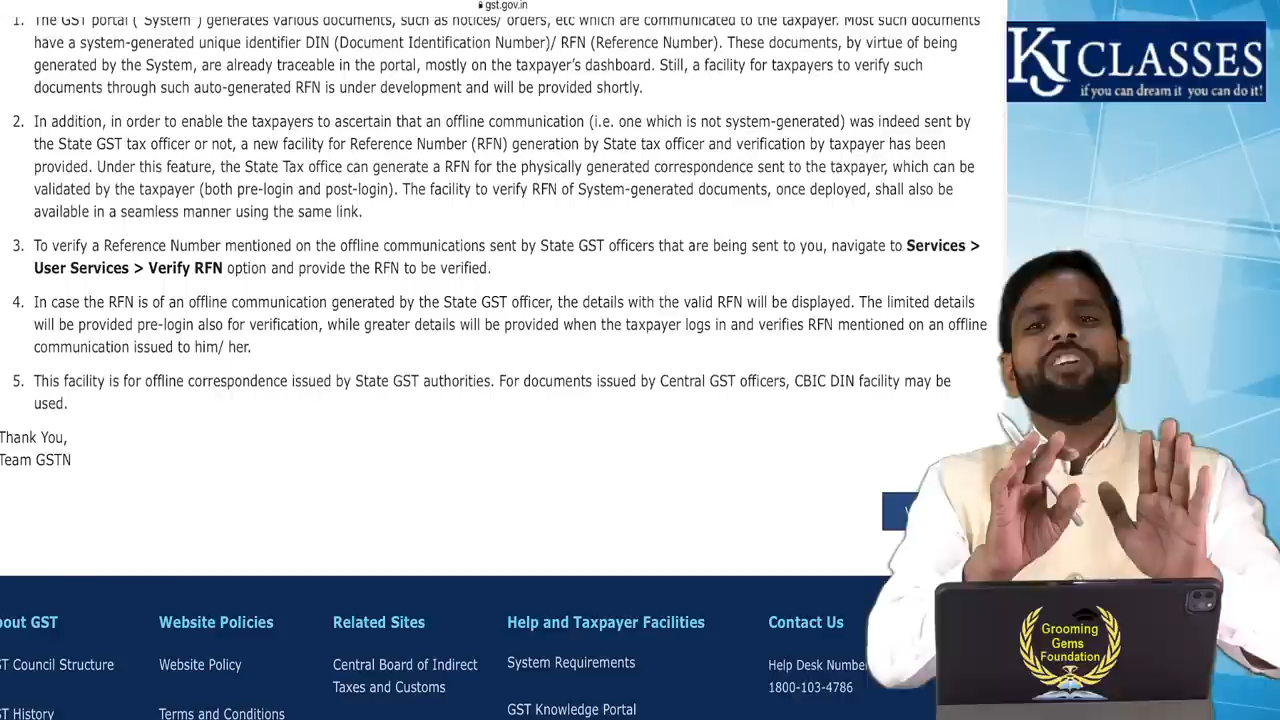 gst.gov.in
1. The GST portal ("System") generates various documents, such as notices/ orders, etc which are communicated to the taxpayer. Most such documents
have a system-generated unique identifier DIN (Document Identification Number)/ RFN (Reference Number). These documents, by virtue of being
generated by the System, are already traceable in the portal, mostly on the taxpayer's dashboard. Still, a facility for taxpayers to verify such
documents through such auto-generated RFN is under development and will be provided shortly.
2. In addition, in order to enable the taxpayers to ascertain that an offline communication (i.e. one which is not system-generated) was indeed sent by
the State GST tax officer or not, a new facility for Reference Number (RFN) generation by State tax officer and verification by taxpayer has been
provided. Under this feature, the State Tax office can generate a RFN for the physically generated correspondence sent to the taxpayer, which can be
validated by the taxpayer (both pre-login and post-login). The facility to verify RFN of System-generated documents, once deployed, shall also be
available in a seamless manner using the same link.
3. To verify a Reference Number mentioned on the offline communications sent by State GST officers that are being sent to you, navigate to Services >
User Services > Verify RFN option and provide the RFN to be verified.
4. In case the RFN is of an offline communication generated by the State GST officer, the details with the valid RFN will be displayed. The limited details
will be provided pre-login also for verification, while greater details will be provided when the taxpayer logs in and verifies RFN mentioned on an offline
communication issued to him/ her.
5. This facility is for offline correspondence issued by State GST authorities. For documents issued by Central GST officers, CBIC DIN facility may be
used.
Thank You,
Team GSTN
KJ CLASSES
if you can dream it you can do it!
Grooming
Gems
Foundation
bout GST
Website Policies
Related Sites
Help and Taxpayer Facilities
Contact Us
ST Council Structure
Website Policy
Central Board of Indirect
Taxes and Customs
System Requirements
Help Desk Number
1800-103-4786
ST History
Terms and Conditions
GST Knowledge Portal